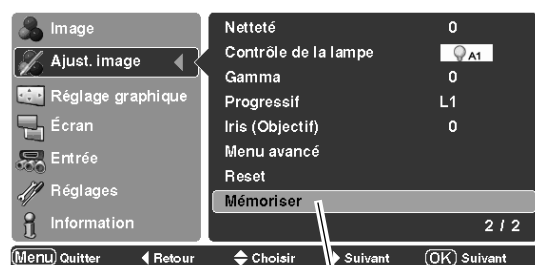 Image
Ajust. image
Réglage graphique
Écran
Entrée
Réglages
Information
Netteté 0
Contrôle de la lampe A1
Gamma 0
Progressif L1
Iris (Objectif) 0
Menu avancé
Reset
Mémoriser
2 / 2
Menu Quitter Retour Choisir Suivant OK Suivant